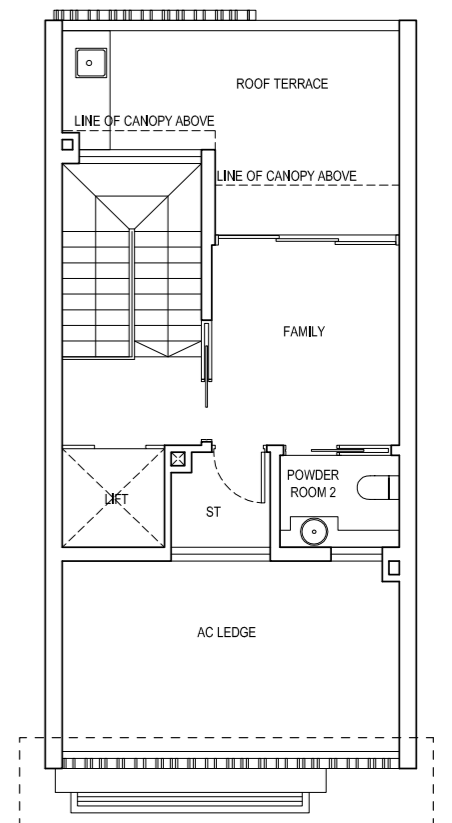 ROOF TERRACE
LINE OF CANOPY ABOVE
LINE OF CANOPY ABOVE
FAMILY
POWDER
ROOM 2
LIFT
ST
AC LEDGE